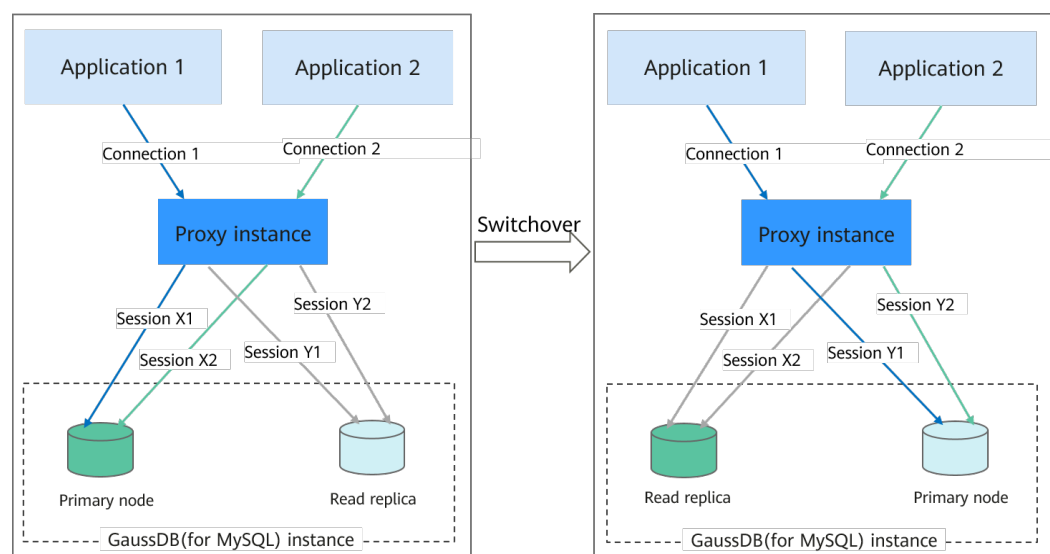 Application 1
Application 2
Connection 1
Connection 2
Proxy instance
Session X1
Session Y2
Session X2
Session Y1
Primary node
Read replica
GaussDB(for MySQL) instance
Switchover
Application 1
Application 2
Connection 1
Connection 2
Proxy instance
Session X1
Session Y2
Session X2
Session Y1
Read replica
Primary node
GaussDB(for MySQL) instance